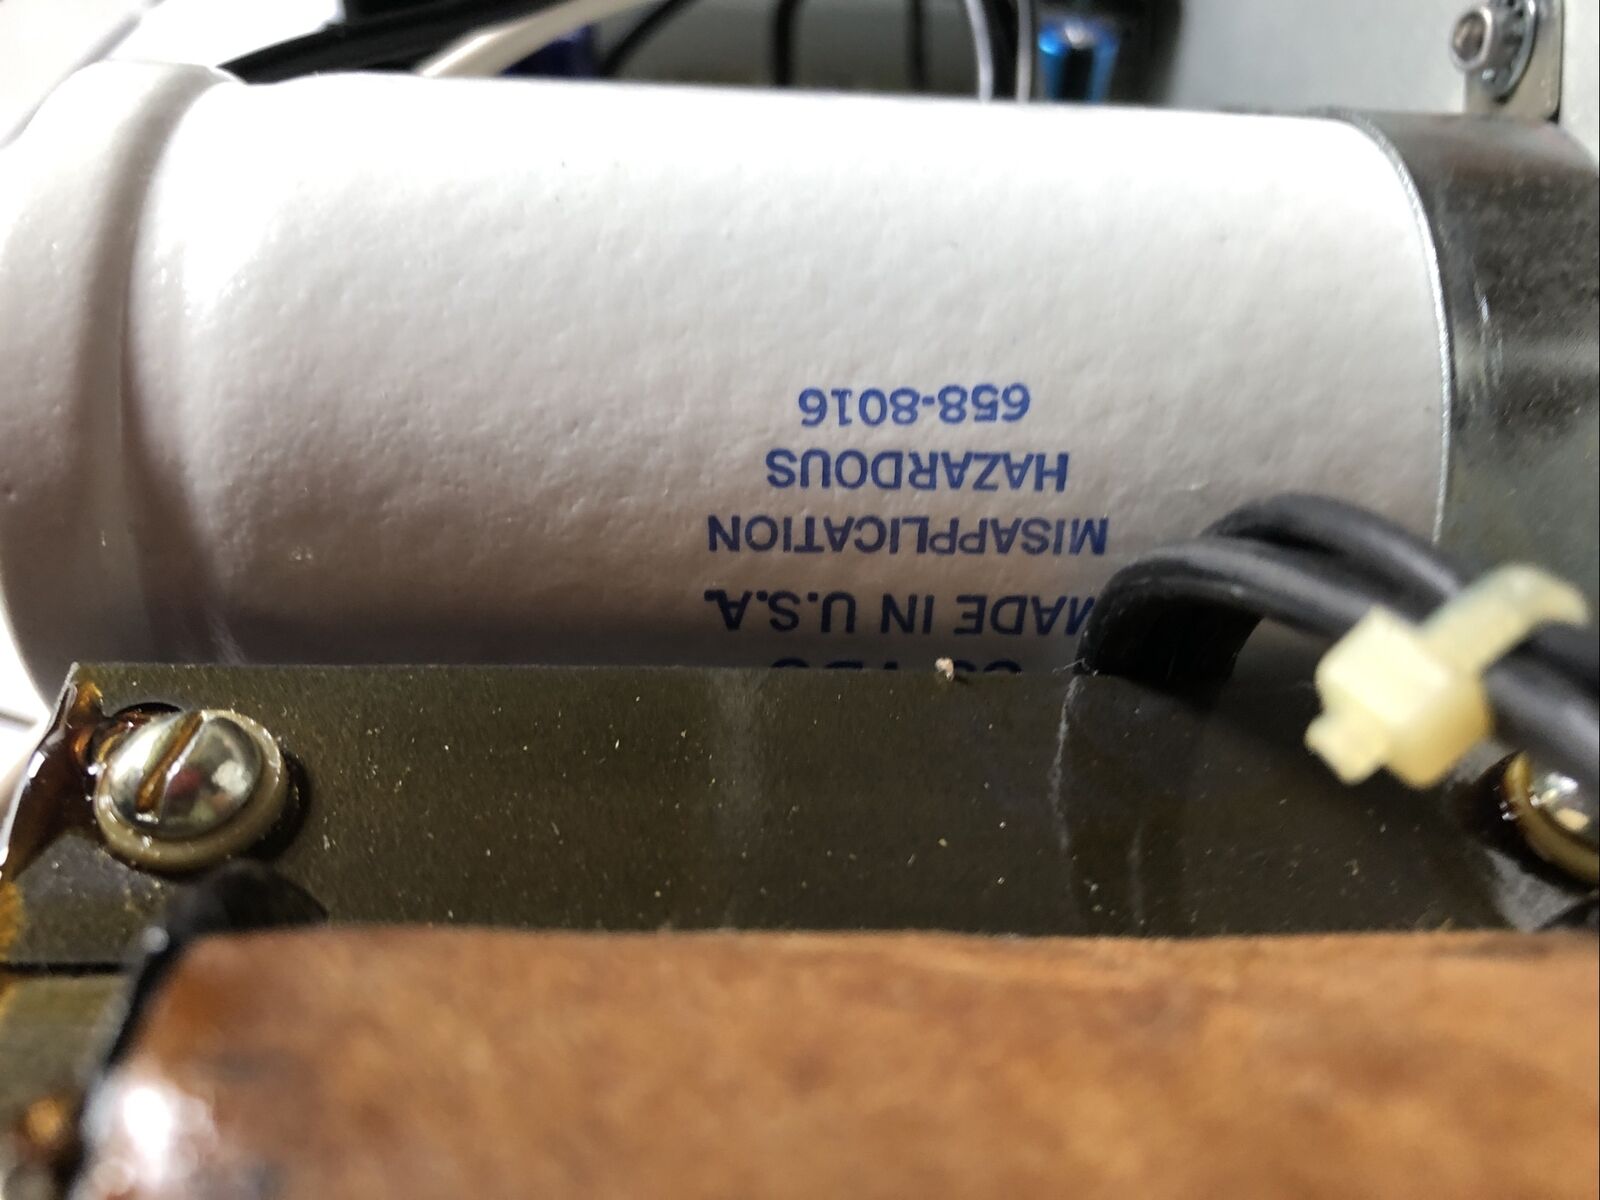 MADE IN U.S.A.
MISAPPLICATION
HAZARDOUS
658-8016